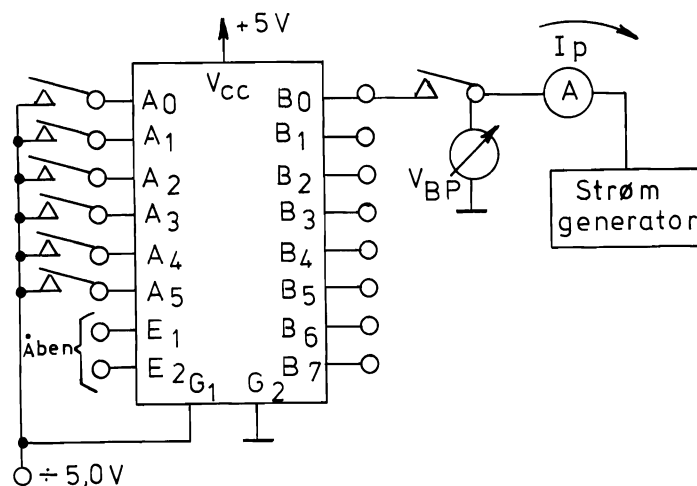 +5V
Ip
VCC
A0
A1
A2
A3
A4
A5
E1
E2
G1
G2
B0
B1
B2
B3
B4
B5
B6
B7
A
VBP
Strøm
generator
Åben
÷5,0V